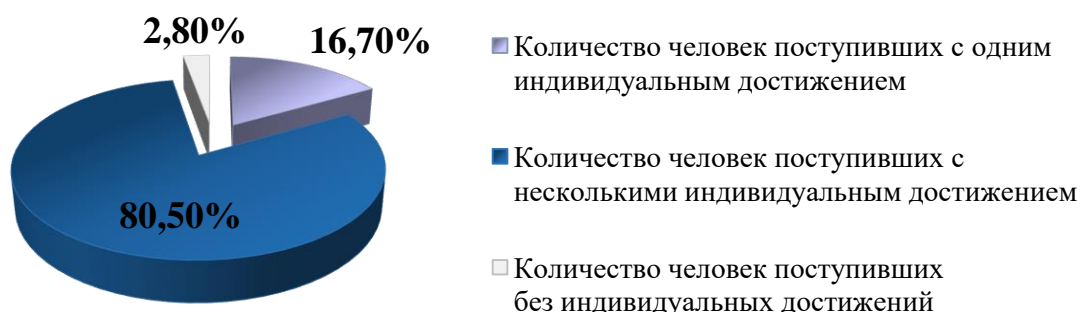 2,80%
16,70%
80,50%
Количество человек поступивших с одним
индивидуальным достижением
Количество человек поступивших с
несколькими индивидуальным достижением
Количество человек поступивших
без индивидуальных достижений